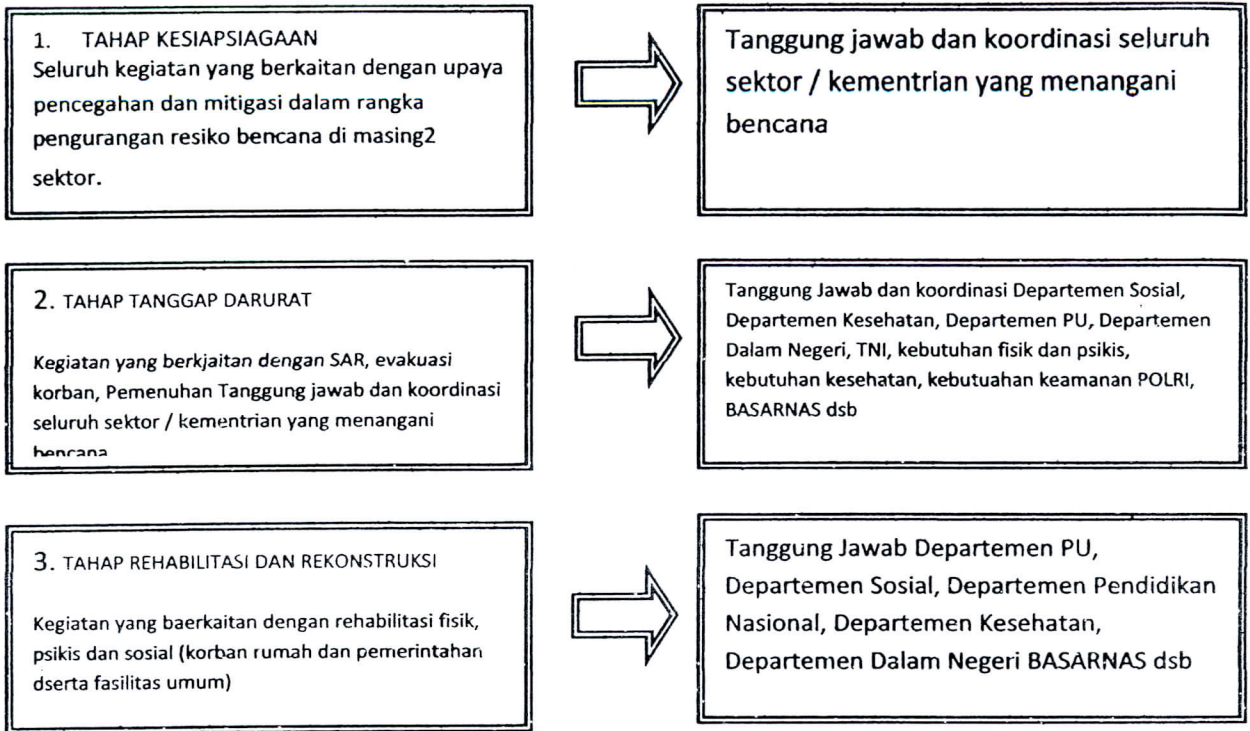 1. TAHAP KESIAPSIAGAAN
Seluruh kegiatan yang berkaitan dengan upaya
pencegahan dan mitigasi dalam rangka
pengurangan resiko bencana di masing2
sektor.
Tanggung jawab dan koordinasi seluruh
sektor / kementrian yang menangani
bencana
2. TAHAP TANGGAP DARURAT
Kegiatan yang berkjaitan dengan SAR, evakuasi
korban, Pemenuhan Tanggung jawab dan koordinasi
seluruh sektor / kementrian yang menangani
bencana
Tanggung Jawab dan koordinasi Departemen Sosial,
Departemen Kesehatan, Departemen PU, Departemen
Dalam Negeri, TNI, kebutuhan fisik dan psikis,
kebutuhan kesehatan, kebutuahan keamanan POLRI,
BASARNAS dsb
3. TAHAP REHABILITASI DAN REKONSTRUKSI
Kegiatan yang baerkaitan dengan rehabilitasi fisik,
psikis dan sosial (korban rumah dan pemerintahan
dserta fasilitas umum)
Tanggung Jawab Departemen PU,
Departemen Sosial, Departemen Pendidikan
Nasional, Departemen Kesehatan,
Departemen Dalam Negeri BASARNAS dsb